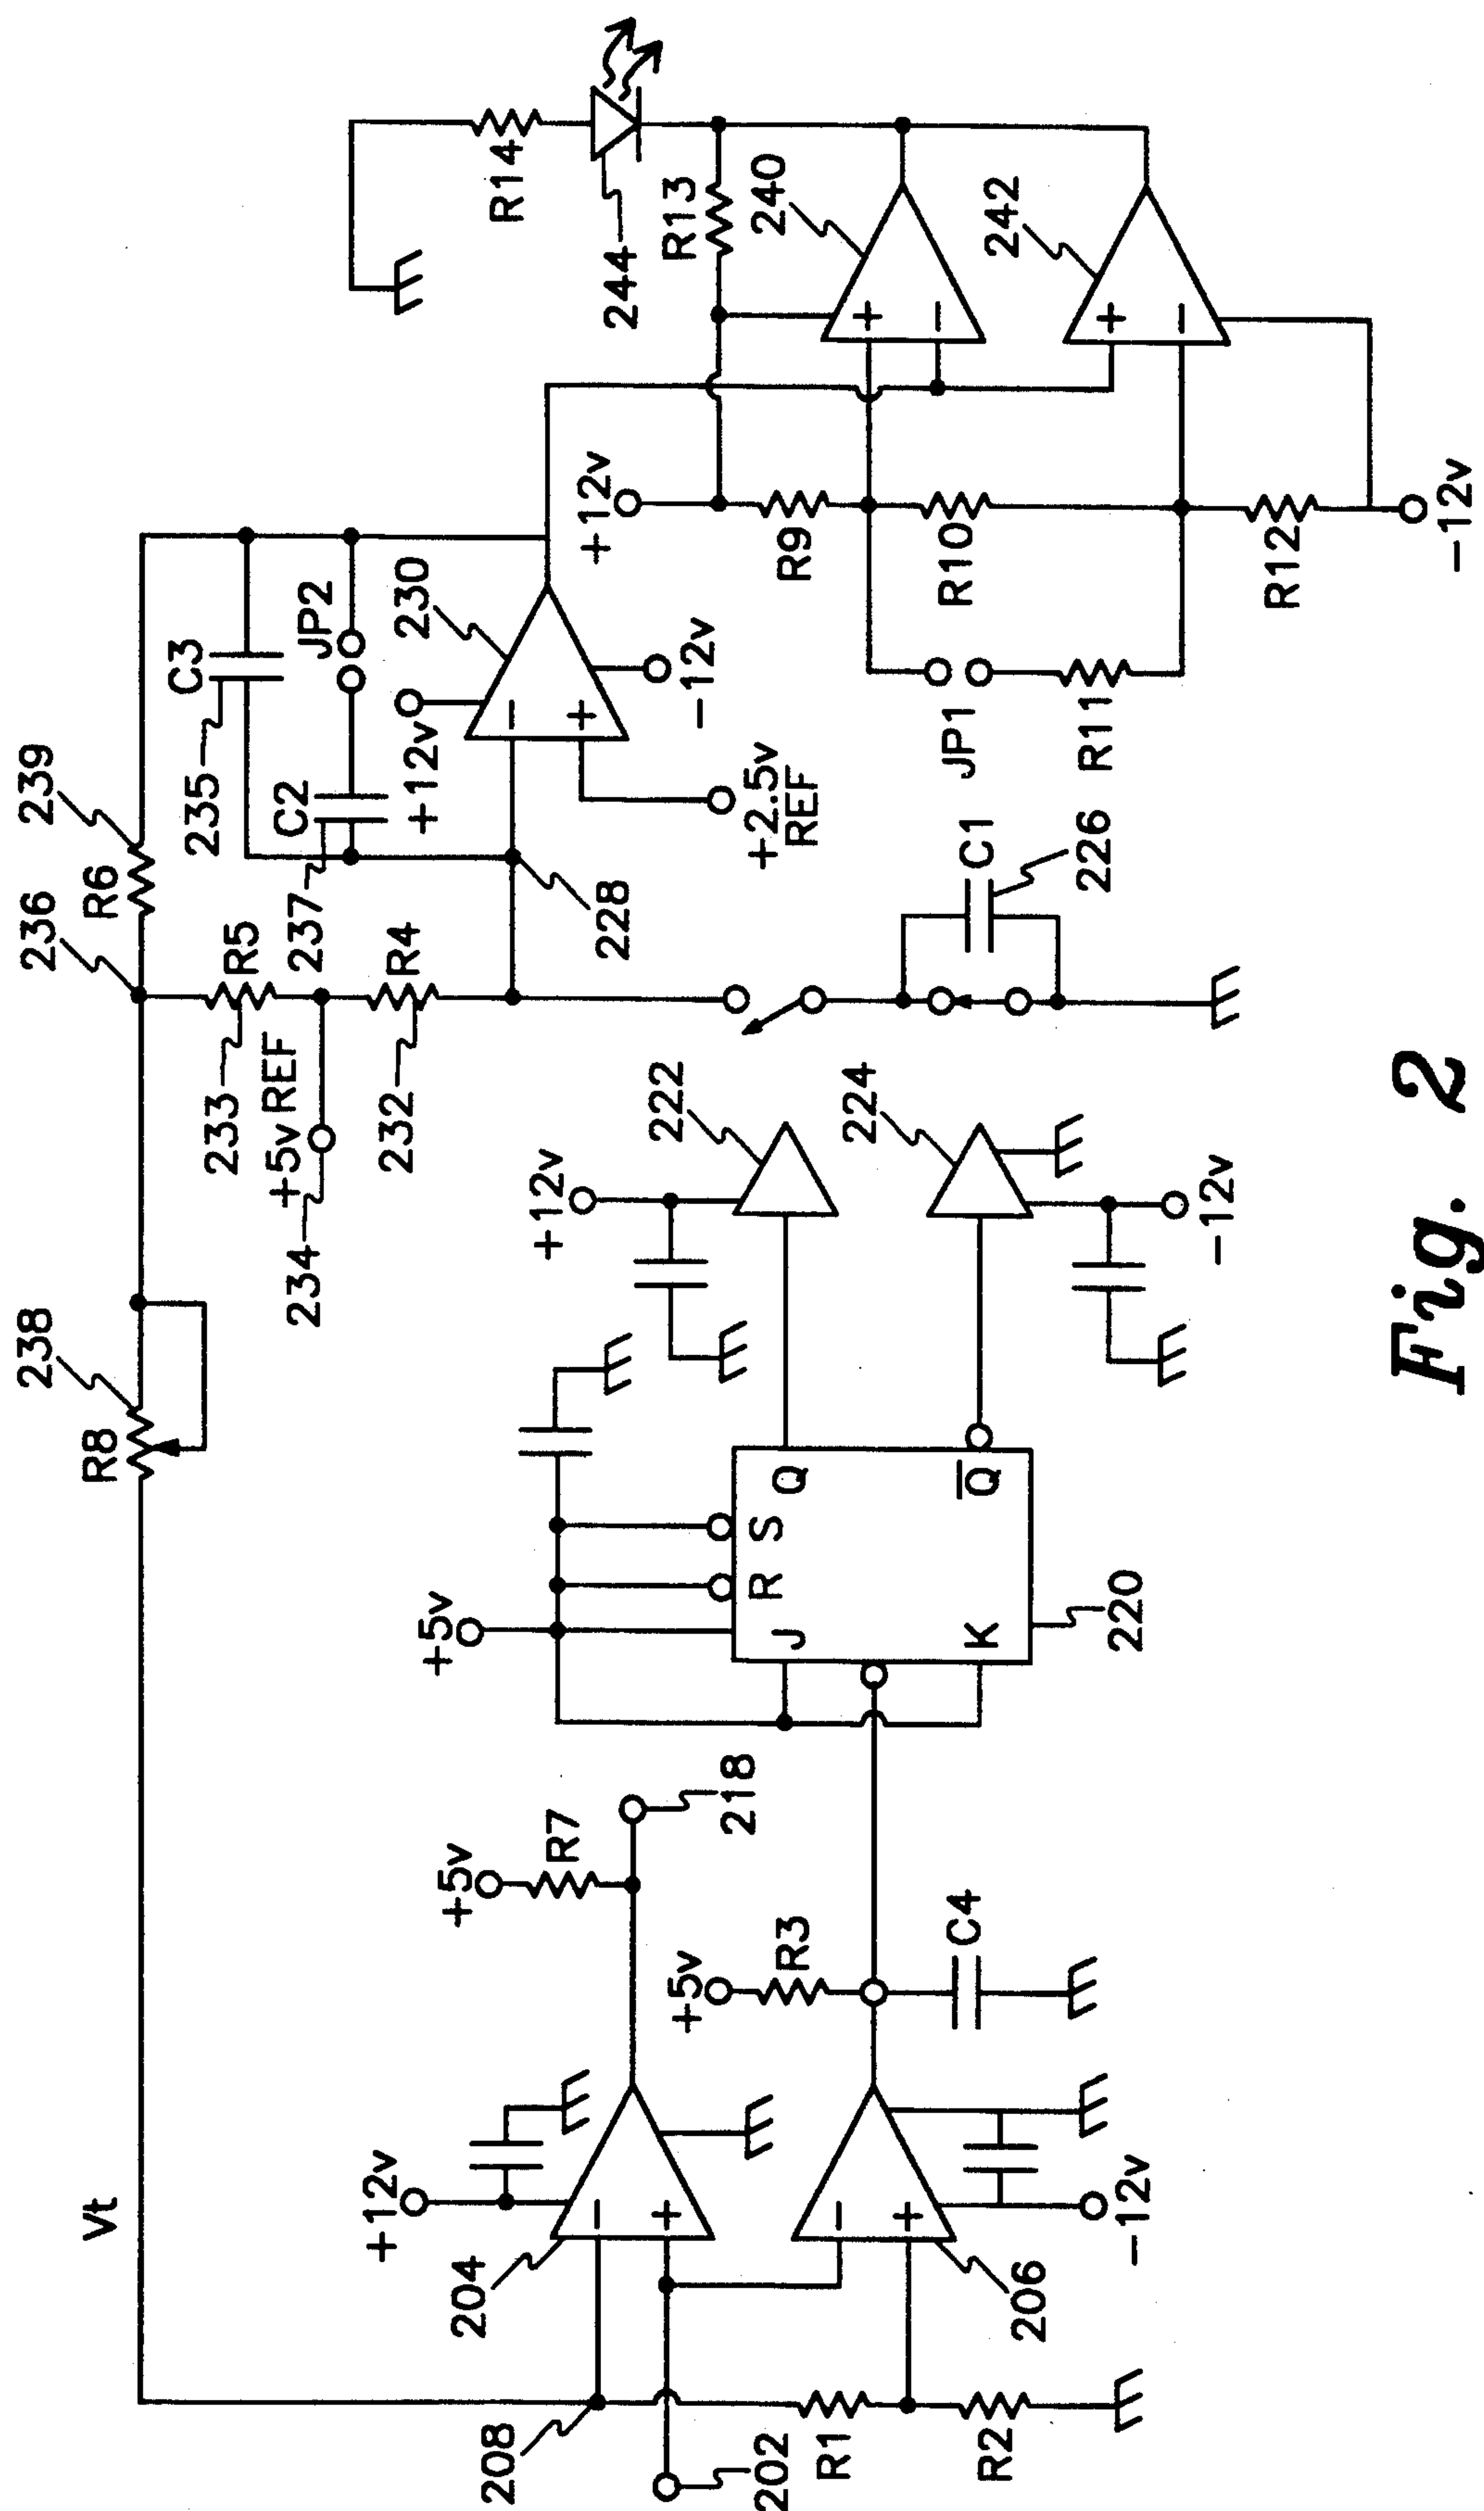 Vt
R8
238
236
R6
239
C3
235
JP2
C2
237
R5
233
+5v REF
234
R4
232
228
230
+12v
-12v
+2.5v
REF
R14
244
R13
240
242
+12v
R9
R10
JP1
R11
R12
-12v
+
-
+
-
-
+
C1
226
222
+12v
224
-12v
+5v
J
R
S
Q
Q̅
K
220
+5v
R7
218
+5v
R3
C4
+12v
204
-
+
-
+
206
-12v
208
202
R1
R2
Fig. 2